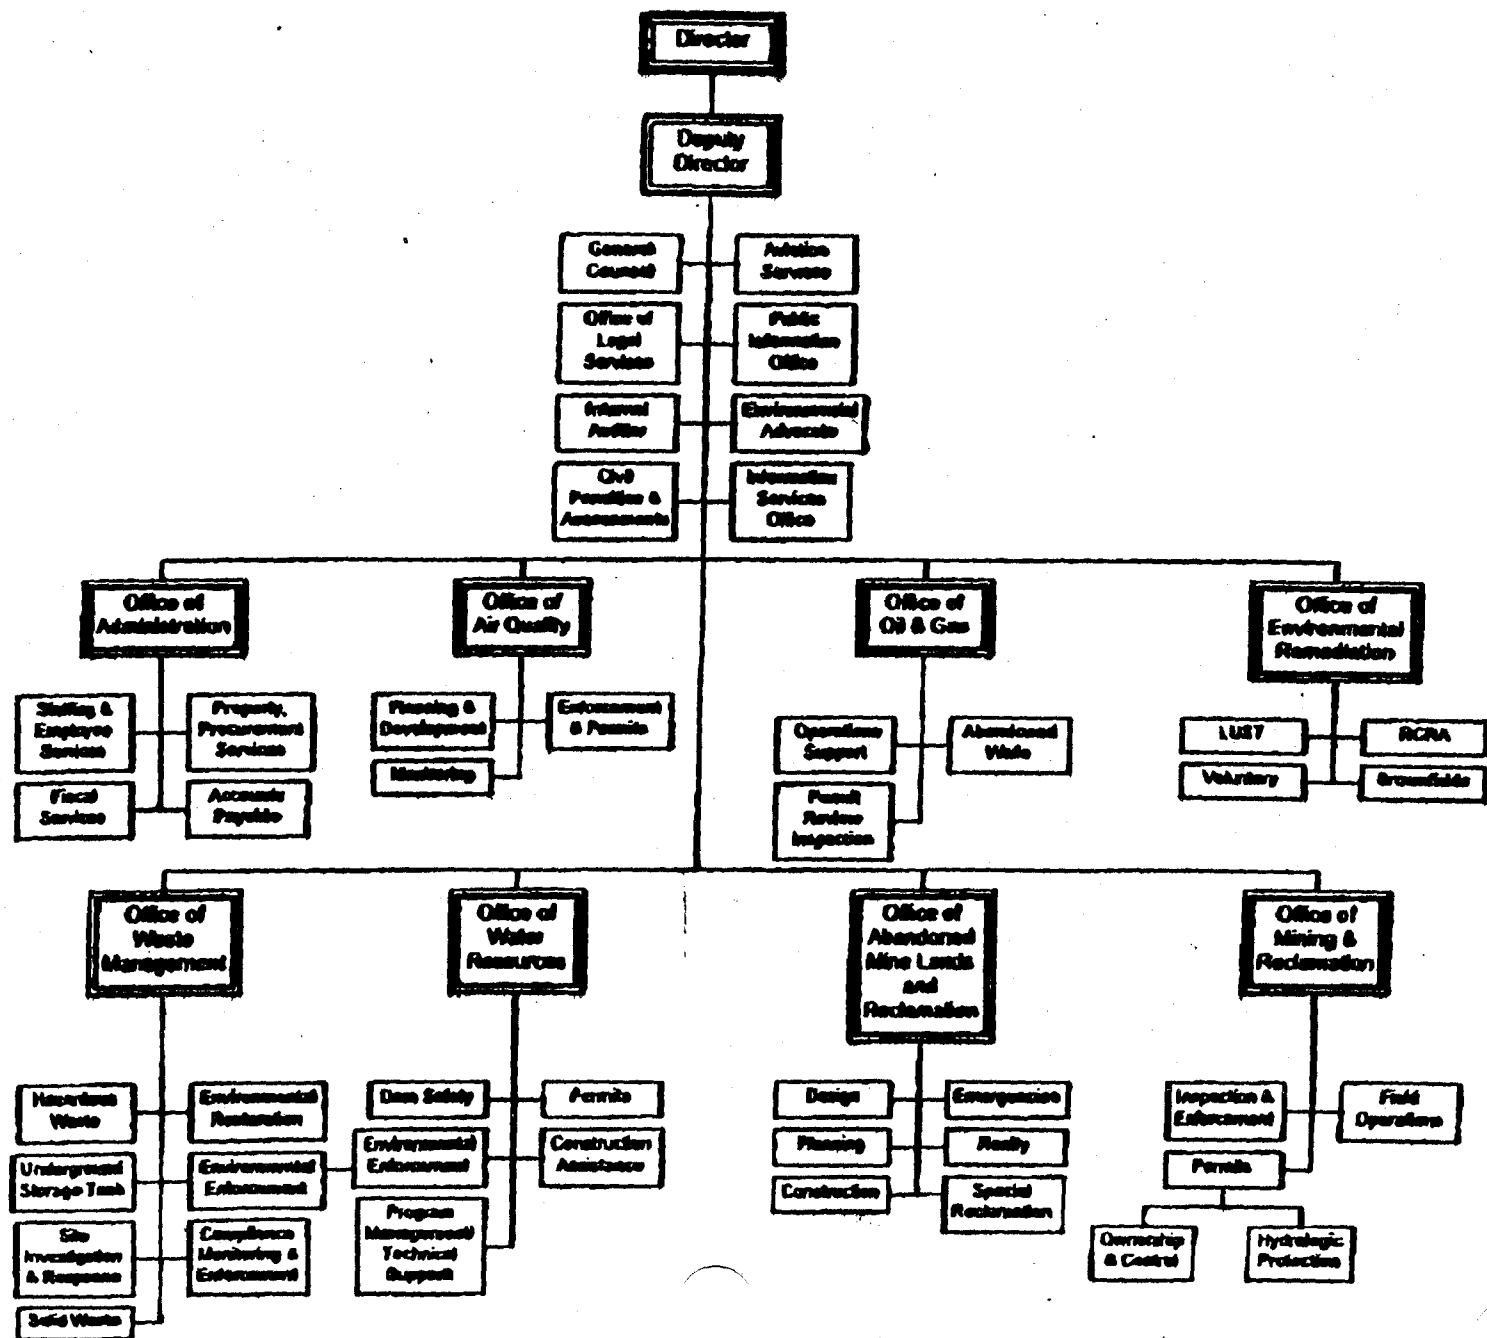 Director
Deputy
Director
General
Counsel
Aviation
Services
Office of
Legal
Services
Public
Information
Office
Internal
Auditor
Environmental
Advocate
Civil
Penalties &
Assessments
Information
Services
Office
Office of
Administration
Office of
Air Quality
Office of
Oil & Gas
Office of
Environmental
Remediation
Staffing &
Employee
Services
Property,
Procurement
Services
Fiscal
Services
Accounts
Payable
Planning &
Development
Enforcement
& Permits
Monitoring
Operations
Support
Abandoned
Wells
Permit
Review
Inspection
LUST
RCRA
Voluntary
Brownfields
Office of
Waste
Management
Office of
Water
Resources
Office of
Abandoned
Mine Lands
and
Reclamation
Office of
Mining &
Reclamation
Hazardous
Waste
Environmental
Restoration
Underground
Storage Tank
Environmental
Enforcement
Site
Investigation
& Response
Compliance
Monitoring &
Enforcement
Solid Waste
Dam Safety
Permits
Environmental
Enforcement
Construction
Assistance
Program
Management/
Technical
Support
Design
Emergencies
Planning
Realty
Construction
Special
Reclamation
Inspection &
Enforcement
Field
Operations
Permits
Ownership
& Control
Hydrologic
Protection